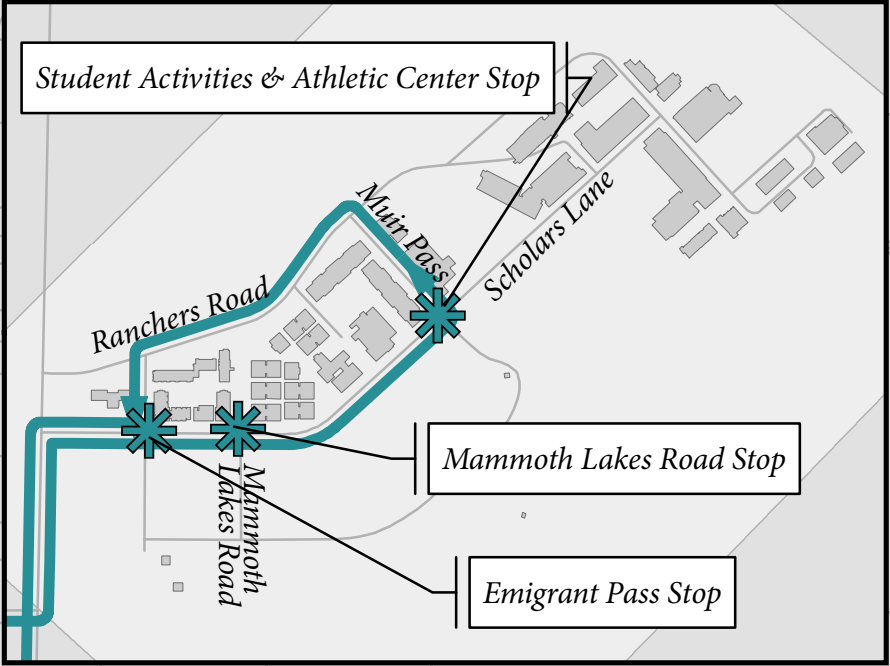 Student Activities & Athletic Center Stop
Muir Pass
Scholars Lane
Ranchers Road
Mammoth Lakes Road Stop
Mammoth
Lakes Road
Emigrant Pass Stop